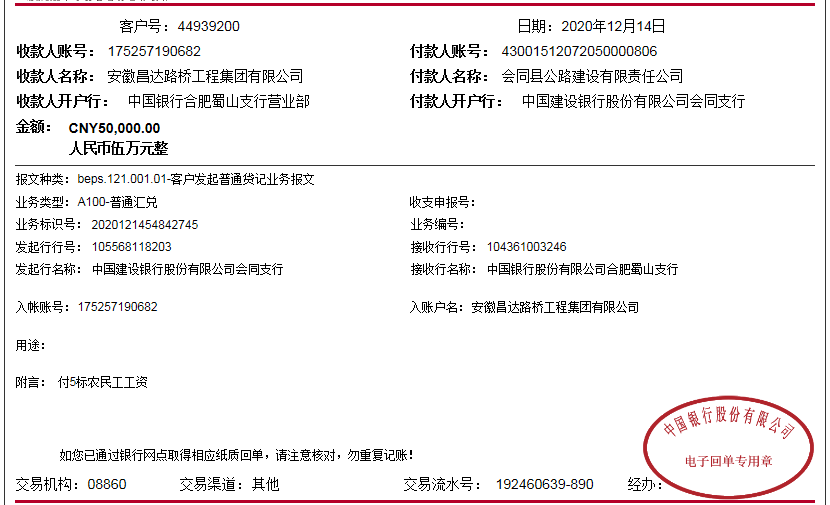 客户号：44939200 日期：2020年12月14日
收款人账号： 175257190682 付款人账号： 43001512072050000806
收款人名称： 安徽昌达路桥工程集团有限公司 付款人名称： 会同县公路建设有限责任公司
收款人开户行： 中国银行合肥蜀山支行营业部 付款人开户行： 中国建设银行股份有限公司会同支行
金额： CNY50,000.00
人民币伍万元整
报文种类：beps.121.001.01-客户发起普通贷记业务报文
业务类型：A100-普通汇兑 收支申报号：
业务标识号： 2020121454842745 业务编号：
发起行行号： 105568118203 接收行行号： 104361003246
发起行名称： 中国建设银行股份有限公司会同支行 接收行名称： 中国银行股份有限公司合肥蜀山支行
入帐账号：175257190682 入账户名：安徽昌达路桥工程集团有限公司
用途：
附言： 付5标农民工工资
中国银行股份有限公司
电子回单专用章
如您已通过银行网点取得相应纸质回单，请注意核对，勿重复记账！
交易机构：08860 交易渠道：其他 交易流水号： 192460639-890 经办：